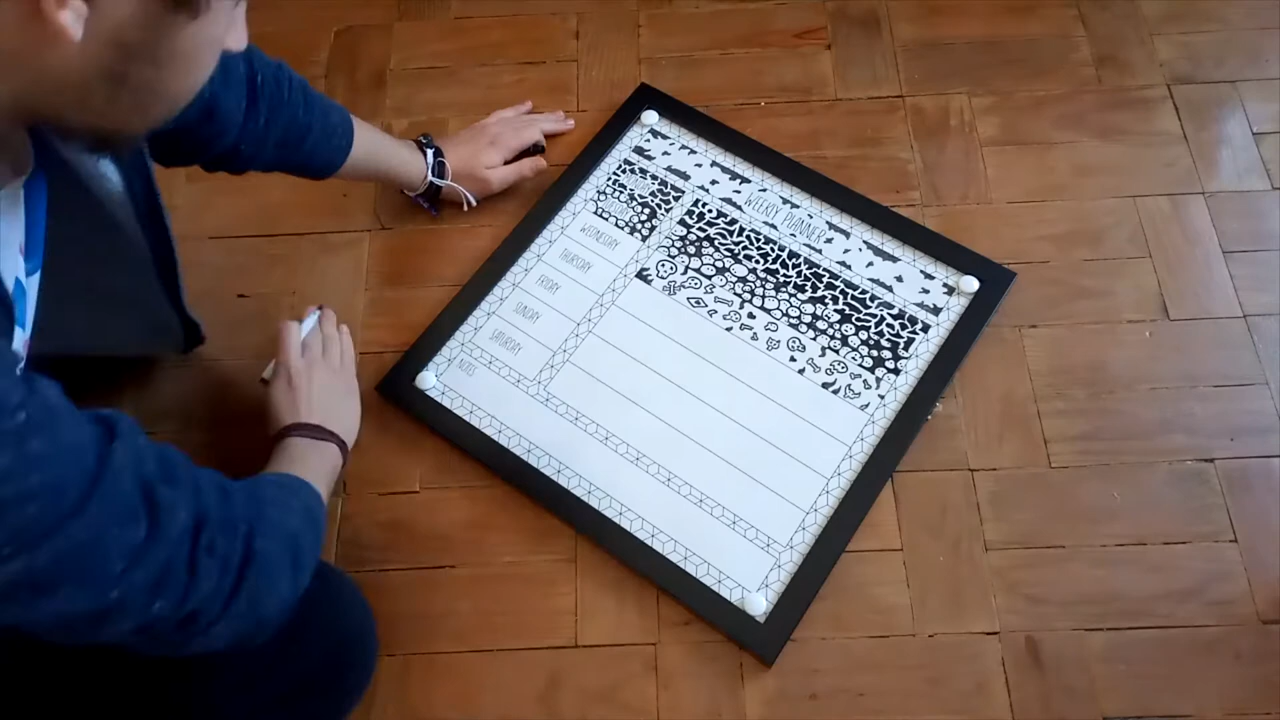 WEEKLY PLANNER
WEDNESDAY
THURSDAY
FRIDAY
SUNDAY
SATURDAY
NOTES